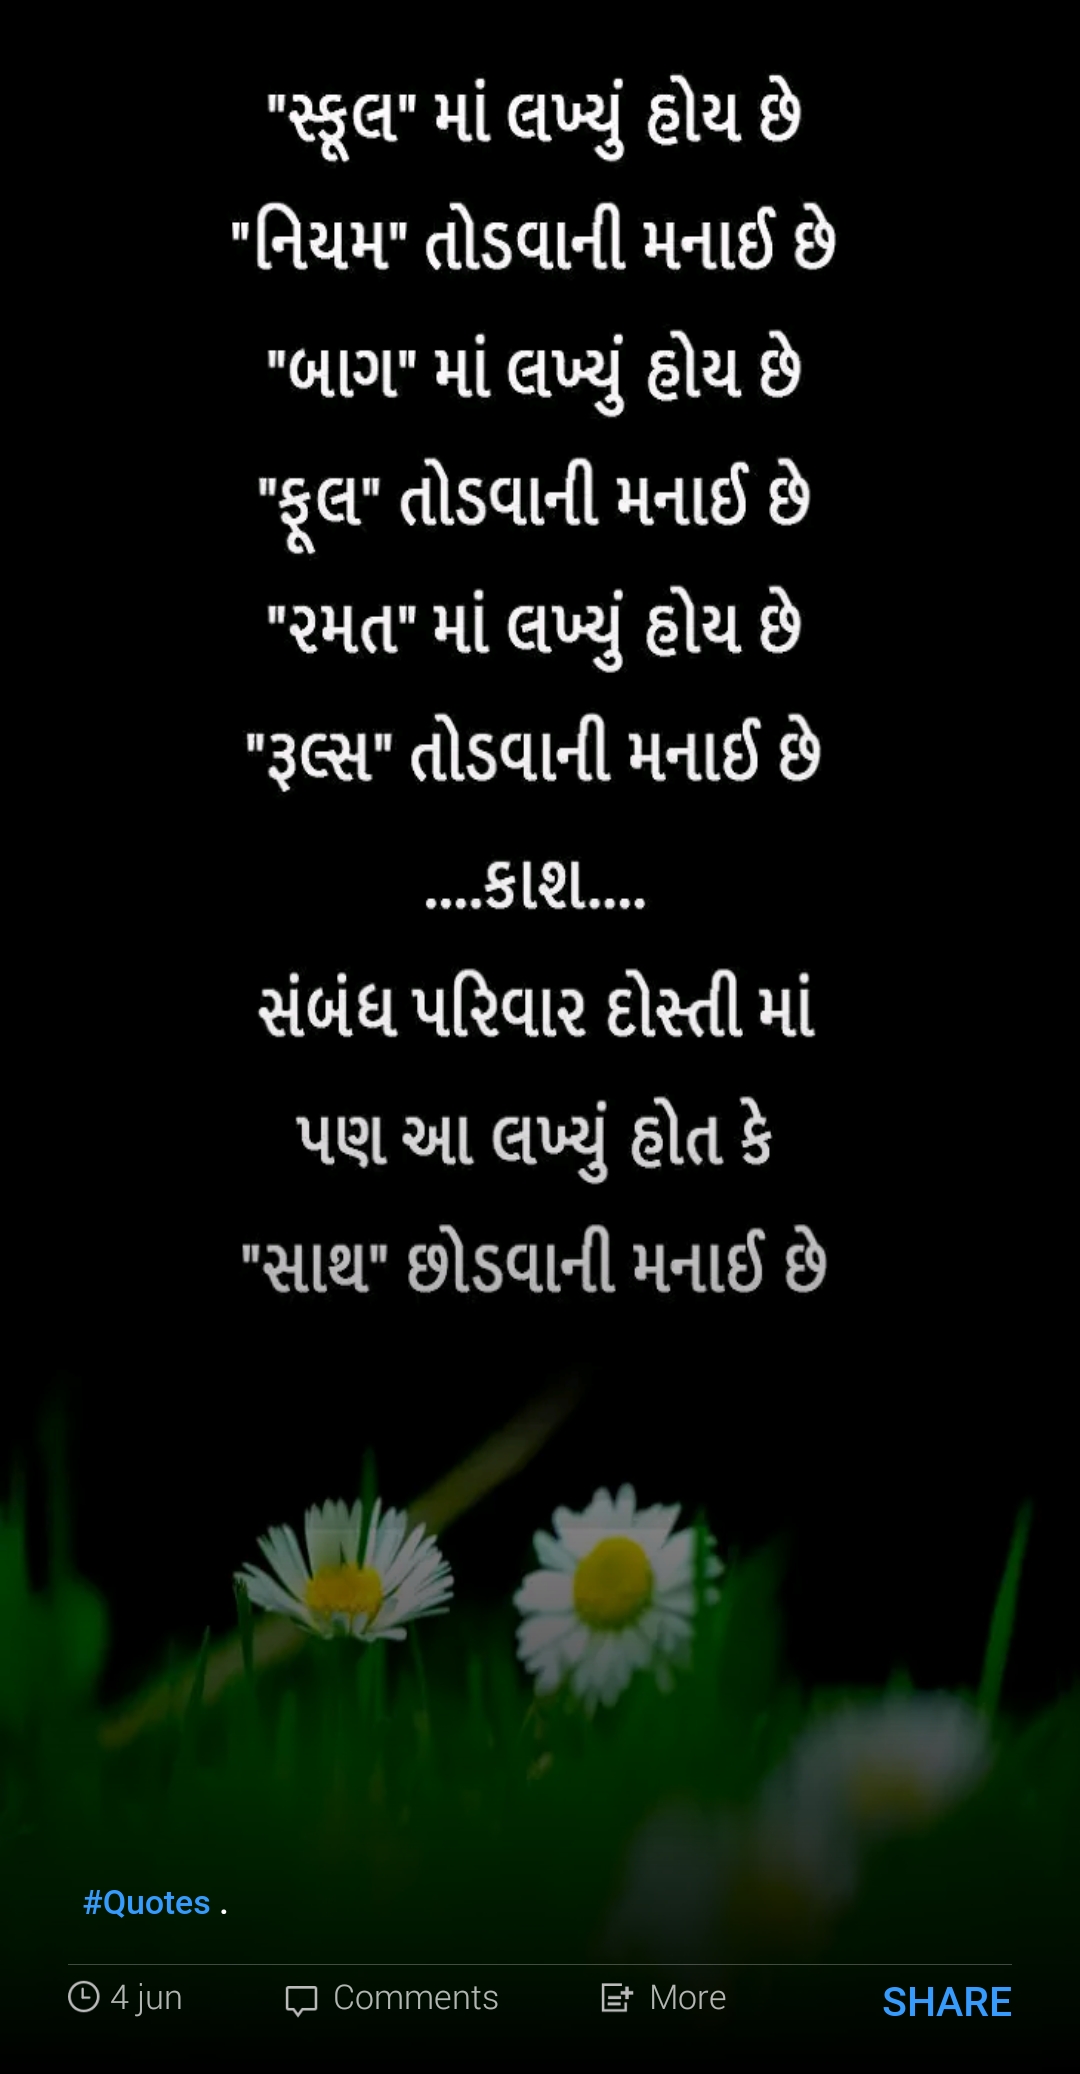 "સ્કૂલ" માં લખ્યું હોય છે
"નિયમ" તોડવાની મનાઈ છે
"બાગ" માં લખ્યું હોય છે
"ફૂલ" તોડવાની મનાઈ છે
"રમત" માં લખ્યું હોય છે
"રૂલ્સ" તોડવાની મનાઈ છે
....કાશ....
સંબંધ પરિવાર દોસ્તી માં
પણ આ લખ્યું હોત કે
"સાથ" છોડવાની મનાઈ છે
#Quotes .
4 jun Comments More SHARE